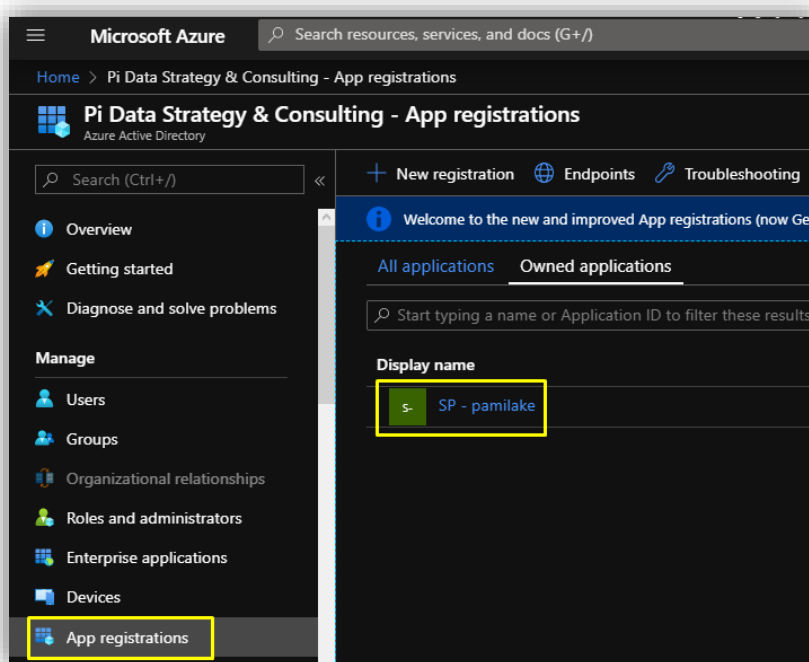 Microsoft Azure
Search resources, services, and docs (G+/)
Home > Pi Data Strategy & Consulting - App registrations
Pi Data Strategy & Consulting - App registrations
Azure Active Directory
Search (Ctrl+/)
«
Overview
Getting started
Diagnose and solve problems
Manage
Users
Groups
Organizational relationships
Roles and administrators
Enterprise applications
Devices
App registrations
+ New registration Endpoints Troubleshooting
Welcome to the new and improved App registrations (now Ge
All applications Owned applications
Start typing a name or Application ID to filter these results
Display name
S- SP - pamilake